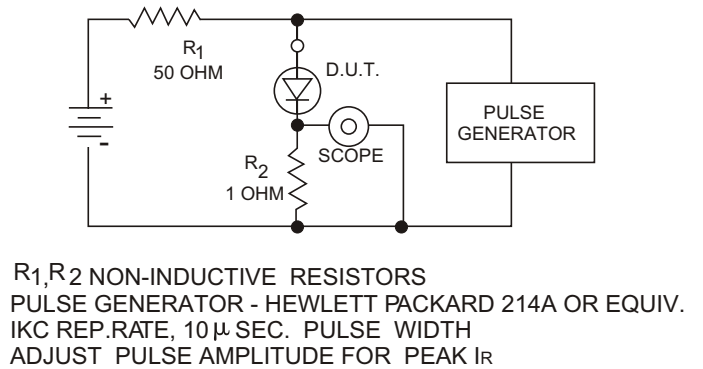 R1
50 OHM
D.U.T.
+
-
PULSE
GENERATOR
SCOPE
R2
1 OHM
R1,R2 NON-INDUCTIVE RESISTORS
PULSE GENERATOR - HEWLETT PACKARD 214A OR EQUIV.
IKC REP.RATE, 10 μ SEC. PULSE WIDTH
ADJUST PULSE AMPLITUDE FOR PEAK IR